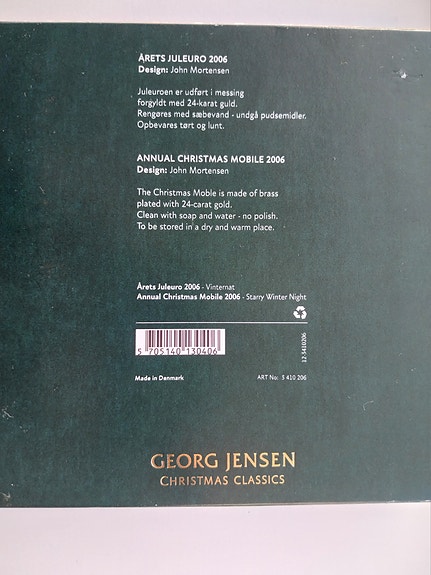 ÅRETS JULEURO 2006
Design: John Mortensen
Juleuroen er udført i messing
forgyldt med 24-karat guld.
Rengøres med sæbevand - undgå pudsemidler.
Opbevares tørt og lunt.
ANNUAL CHRISTMAS MOBILE 2006
Design: John Mortensen
The Christmas Moble is made of brass
plated with 24-carat gold.
Clean with soap and water - no polish.
To be stored in a dry and warm place.
Årets Juleuro 2006 - Vinternat
Annual Christmas Mobile 2006 - Starry Winter Night
12 3410206
5 705140 130406
Made in Denmark
ART No: 3 410 206
GEORG JENSEN
CHRISTMAS CLASSICS